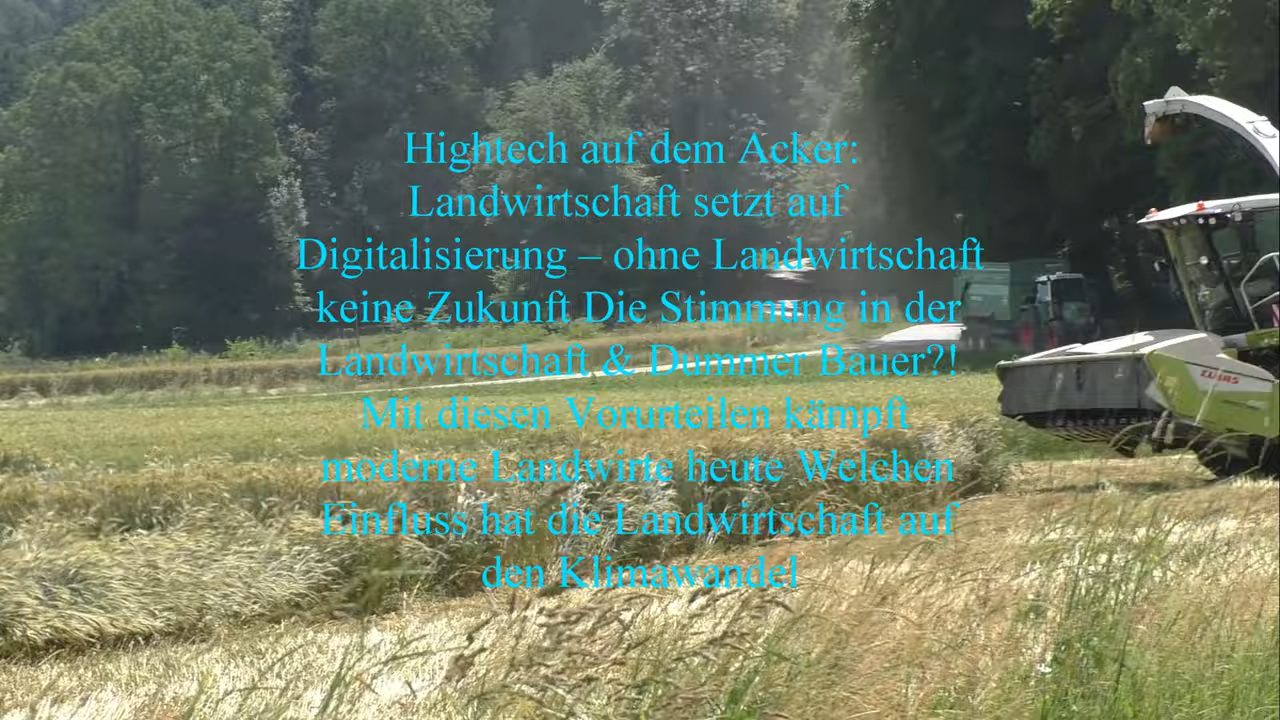 Hightech auf dem Acker:
Landwirtschaft setzt auf
Digitalisierung – ohne Landwirtschaft
keine Zukunft Die Stimmung in der
Landwirtschaft & Dummer Bauer?!
Mit diesen Vorurteilen kämpft
moderne Landwirte heute Welchen
Einfluss hat die Landwirtschaft auf
den Klimawandel
CLAAS